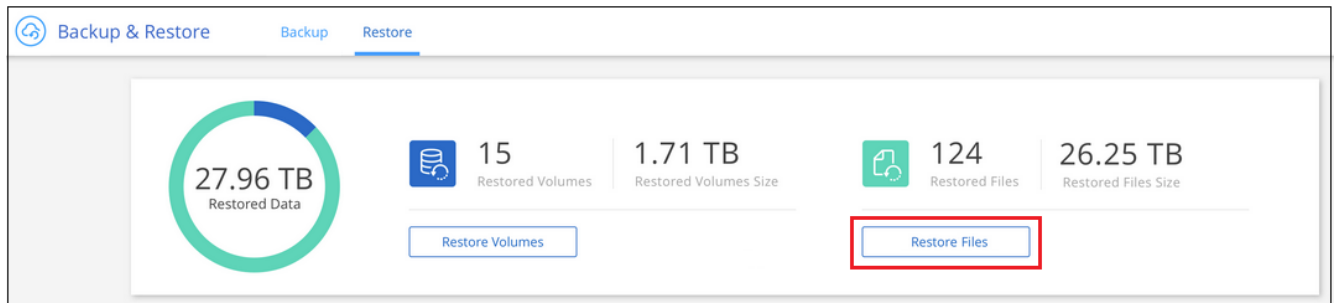 Backup & Restore Backup Restore
27.96 TB
Restored Data
15 1.71 TB
Restored Volumes Restored Volumes Size
Restore Volumes
124 26.25 TB
Restored Files Restored Files Size
Restore Files